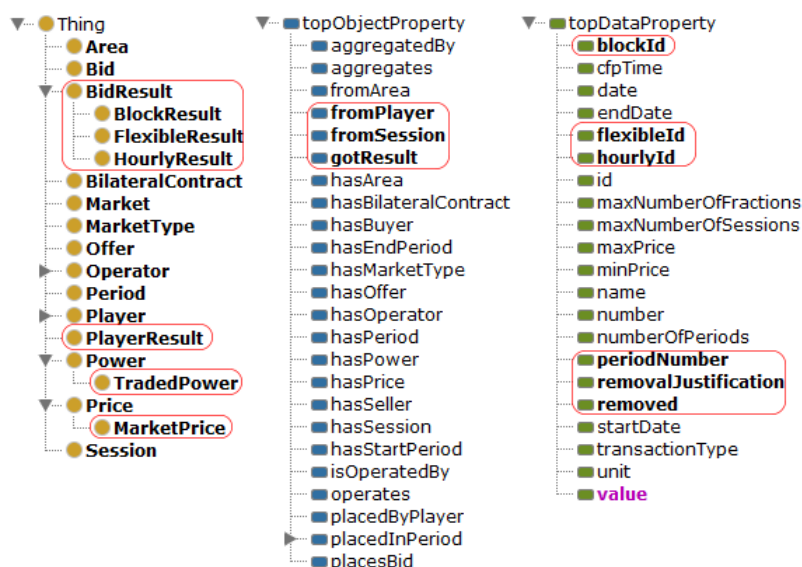 Thing
Area
Bid
BidResult
BlockResult
FlexibleResult
HourlyResult
BilateralContract
Market
MarketType
Offer
Operator
Period
Player
PlayerResult
Power
TradedPower
Price
MarketPrice
Session
topObjectProperty
aggregatedBy
aggregates
fromArea
fromPlayer
fromSession
gotResult
hasArea
hasBilateralContract
hasBuyer
hasEndPeriod
hasMarketType
hasOffer
hasOperator
hasPeriod
hasPower
hasPrice
hasSeller
hasSession
hasStartPeriod
isOperatedBy
operates
placedByPlayer
placedInPeriod
placesBid
topDataProperty
blockId
cfpTime
date
endDate
flexibleId
hourlyId
id
maxNumberOfFractions
maxNumberOfSessions
maxPrice
minPrice
name
number
numberOfPeriods
periodNumber
removalJustification
removed
startDate
transactionType
unit
value